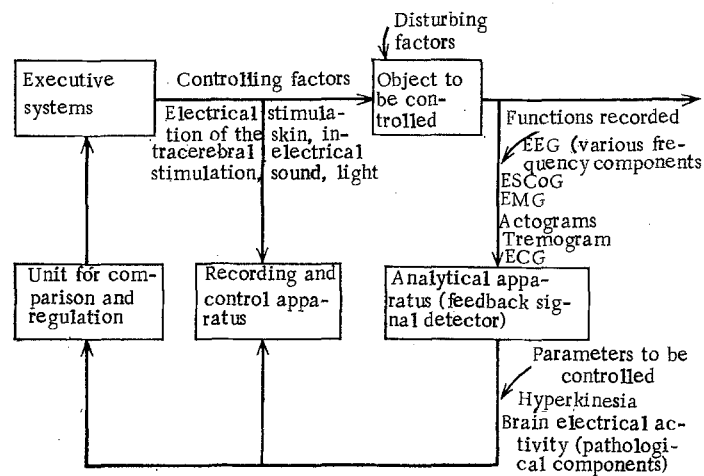 Disturbing
factors
Executive
systems
Controlling factors
Object to
be con-
trolled
Electrical stimula-
tion of the skin, in-
tracerebral electrical
stimulation, sound, light
Functions recorded
EEG (various fre-
quency components
ESCoG
EMG
Actograms
Tremogram
ECG
Unit for com-
parison and
regulation
Recording and
control appa-
ratus
Analytical appa-
ratus (feedback sig-
nal detector)
Parameters to be
controlled
Hyperkinesia
Brain electrical ac-
tivity (pathologi-
cal components)